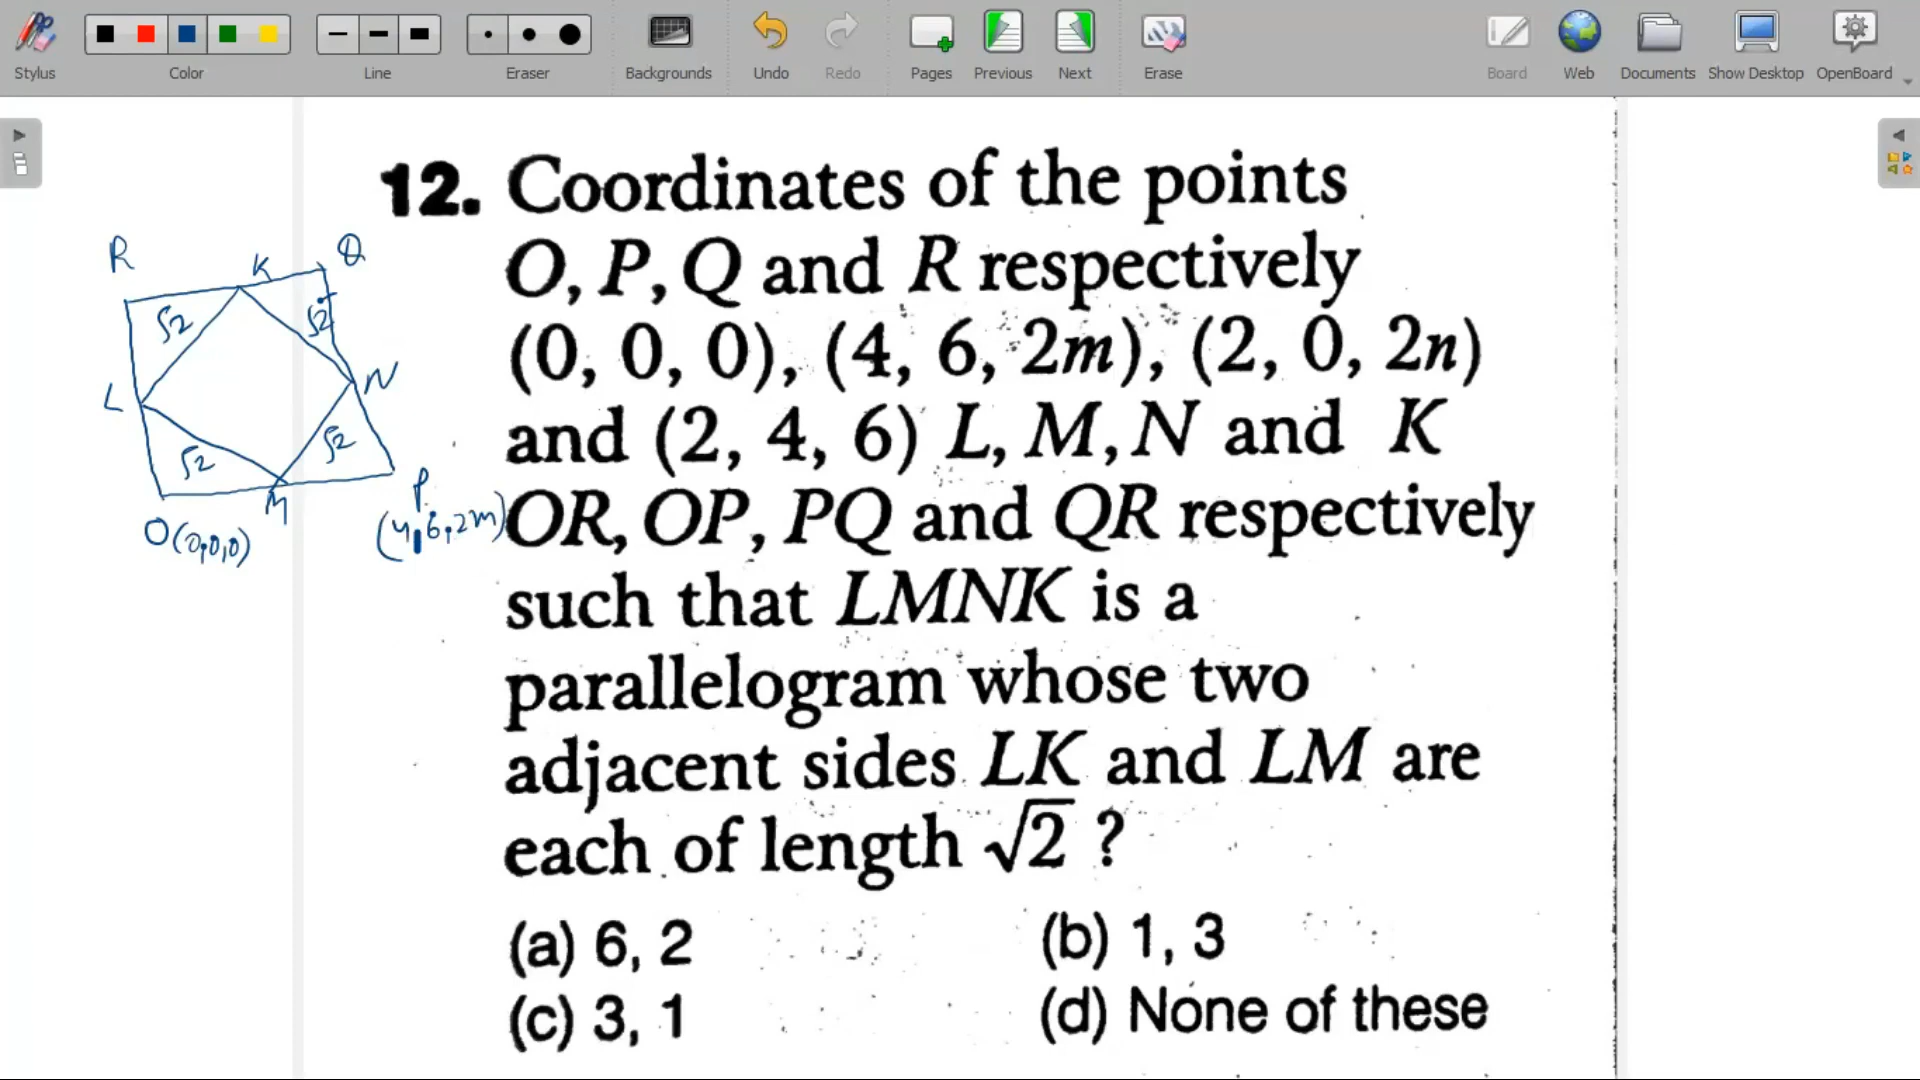 Stylus
Color
Line
Eraser
Backgrounds
Undo
Redo
Pages
Previous
Next
Erase
Board
Web
Documents
Show Desktop
OpenBoard
12. Coordinates of the points
O, P, Q and R respectively
(0, 0, 0), (4, 6, 2m), (2, 0, 2n)
and (2, 4, 6) L, M, N and K
OR, OP, PQ and QR respectively
such that LMNK is a
parallelogram whose two
adjacent sides LK and LM are
each of length √2 ?
(a) 6, 2
(b) 1, 3
(c) 3, 1
(d) None of these
R
K
Q
√2
√2
L
N
√2
√2
M
P
O(0,0,0)
(4,6,2m)